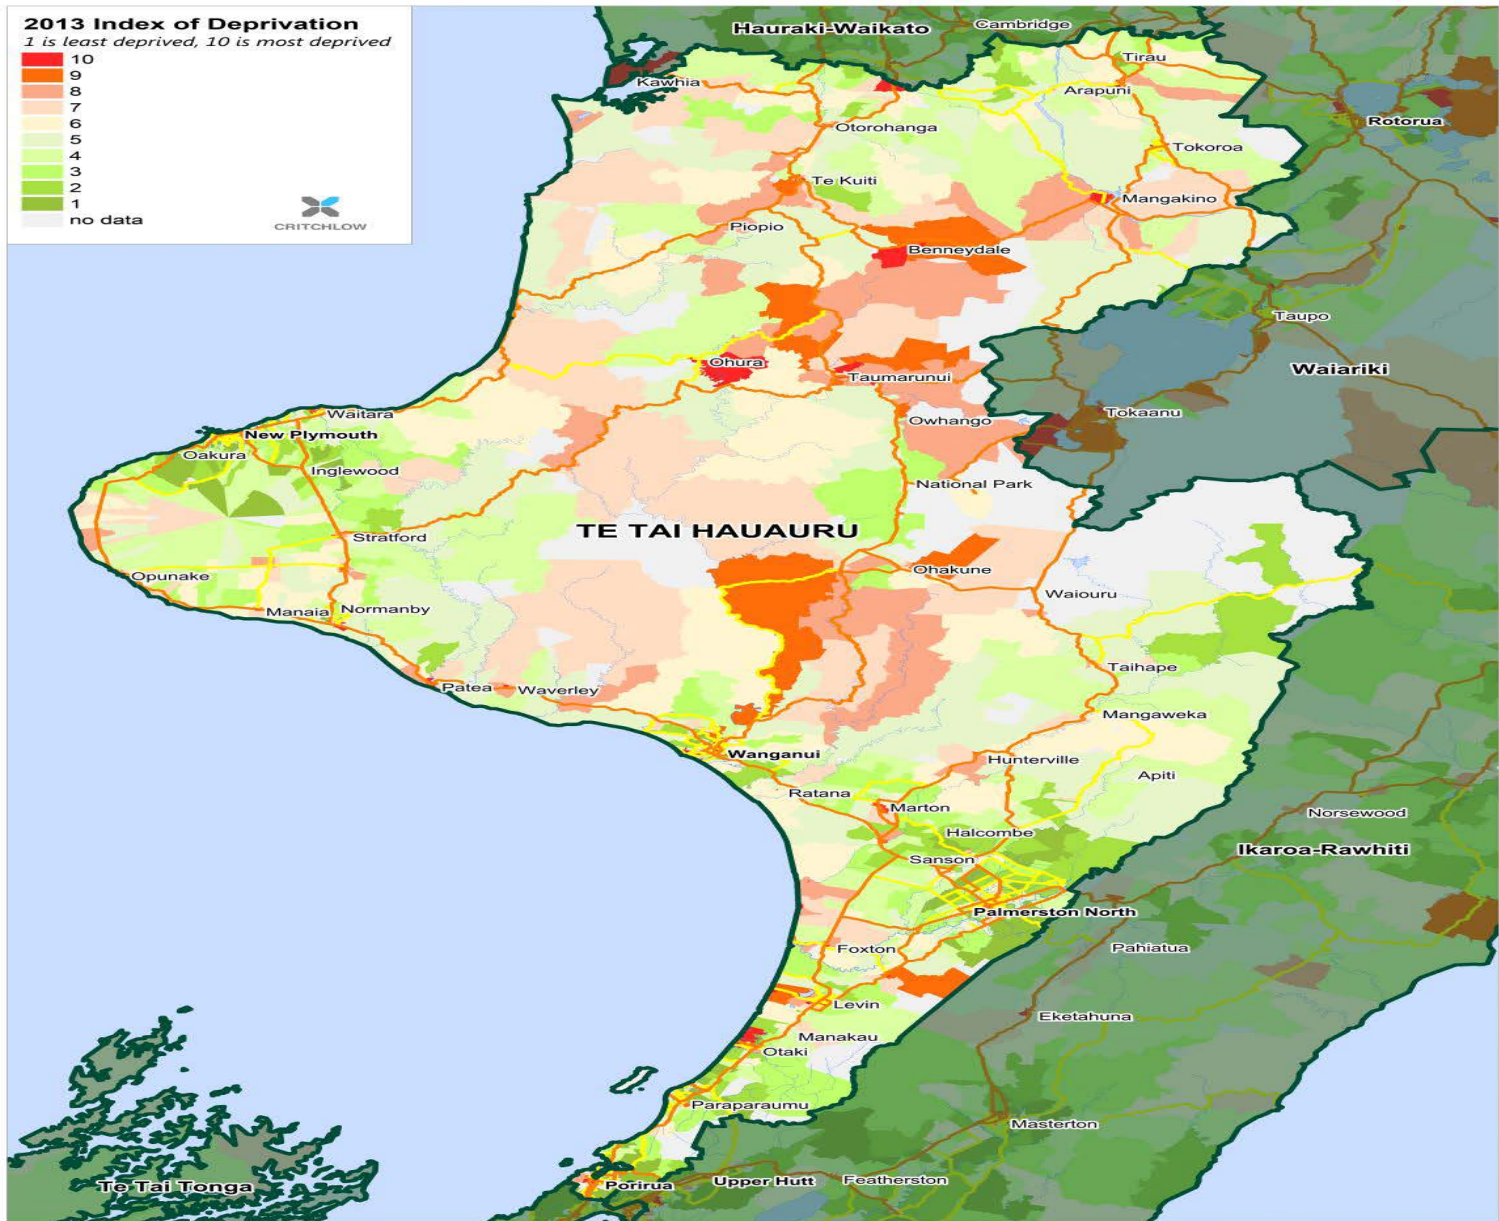 2013 Index of Deprivation
1 is least deprived, 10 is most deprived
10
9
8
7
6
5
4
3
2
1
no data
CRITCHLOW
Hauraki-Waikato
Cambridge
Tirau
Kawhia
Arapuni
Rotorua
Otorohanga
Tokoroa
Te Kuiti
Mangakino
Piopio
Benneydale
Taupo
Ohura
Waiariki
Taumarunui
Waitara
Tokaanu
Owhango
New Plymouth
Oakura
Inglewood
National Park
TE TAI HAUAURU
Stratford
Ohakune
Opunake
Waiouru
Manaia
Normanby
Taihape
Patea
Waverley
Mangaweka
Wanganui
Hunterville
Apiti
Ratana
Marton
Norsewood
Halcombe
Ikaroa-Rawhiti
Sanson
Palmerston North
Foxton
Pahiatua
Levin
Eketahuna
Manakau
Otaki
Paraparaumu
Masterton
Te Tai Tonga
Porirua
Upper Hutt
Featherston